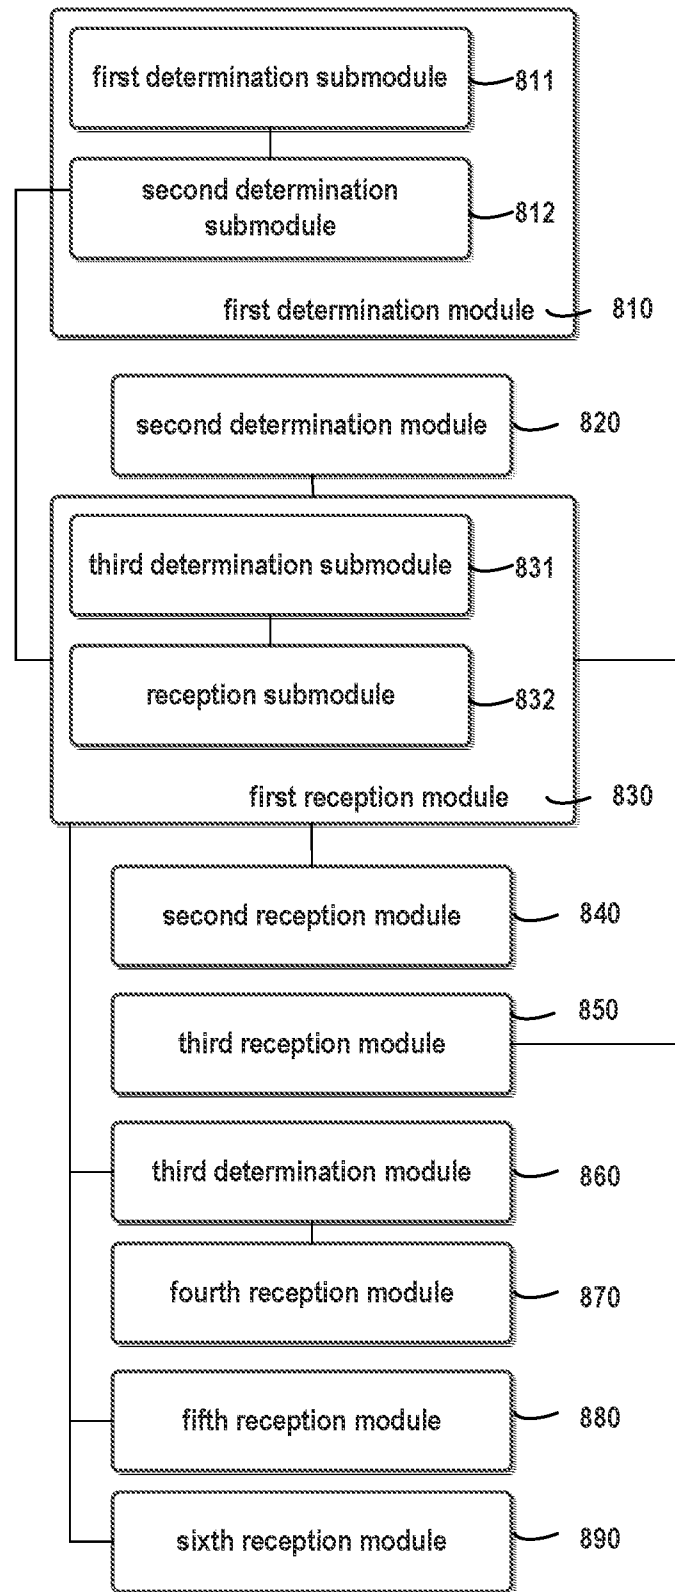 first determination submodule 811
second determination
submodule 812
first determination module 810
second determination module 820
third determination submodule 831
reception submodule 832
first reception module 830
second reception module 840
third reception module 850
third determination module 860
fourth reception module 870
fifth reception module 880
sixth reception module 890